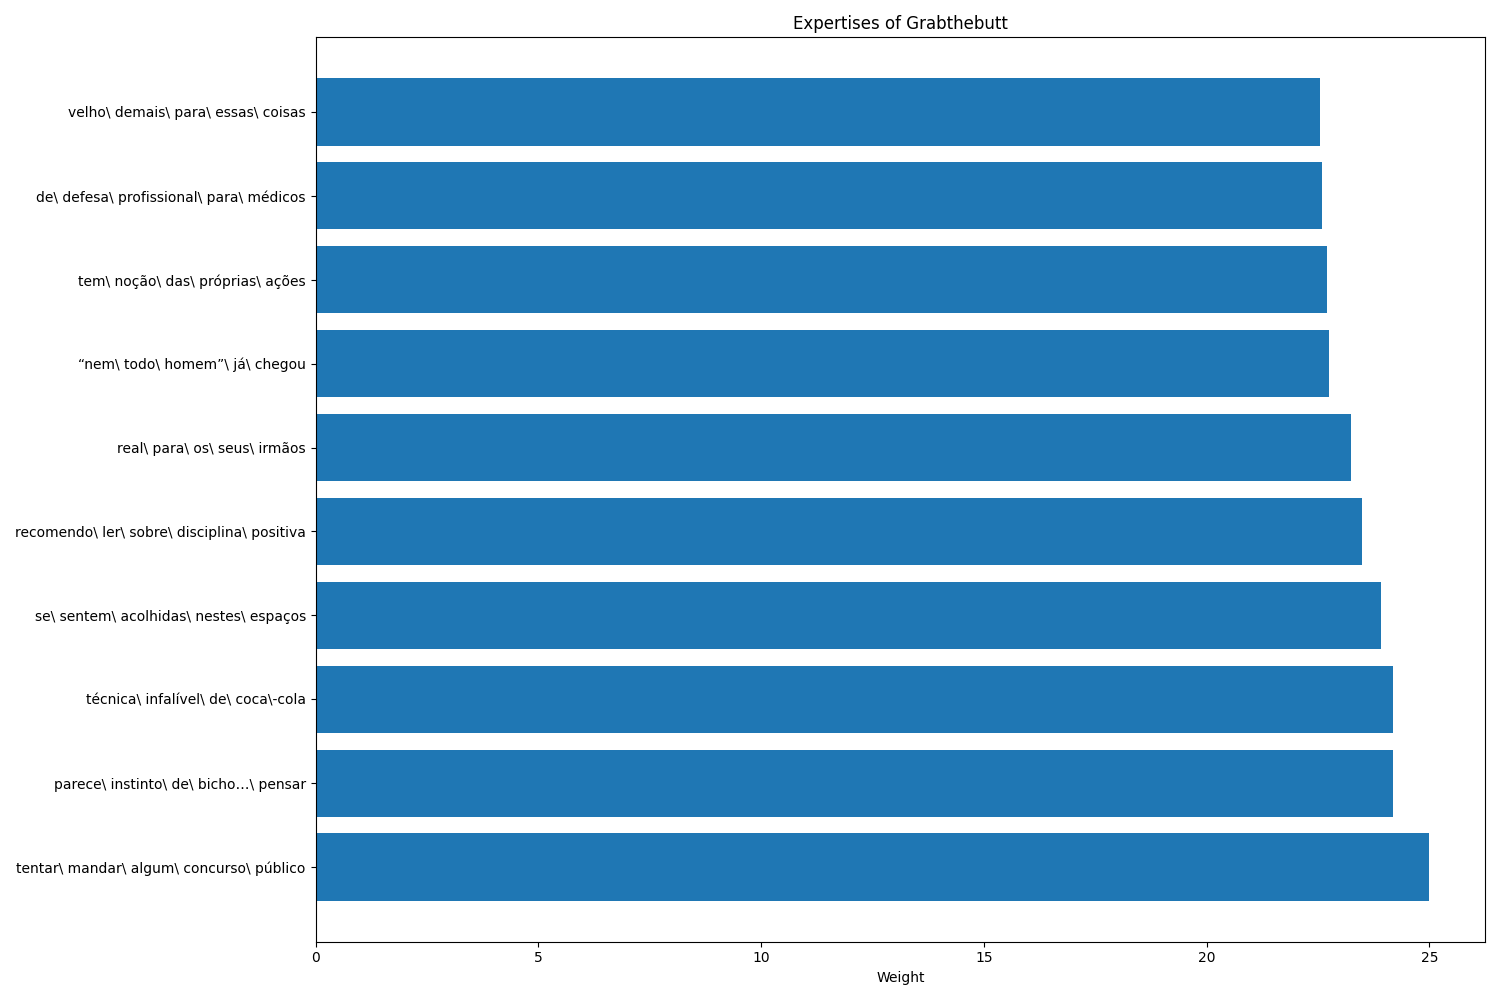 Expertises of Grabthebutt
velho\ demais\ para\ essas\ coisas
de\ defesa\ profissional\ para\ médicos
tem\ noção\ das\ próprias\ ações
“nem\ todo\ homem”\ já\ chegou
real\ para\ os\ seus\ irmãos
recomendo\ ler\ sobre\ disciplina\ positiva
se\ sentem\ acolhidas\ nestes\ espaços
técnica\ infalível\ de\ coca\-cola
parece\ instinto\ de\ bicho…\ pensar
tentar\ mandar\ algum\ concurso\ público
0 5 10 15 20 25
Weight